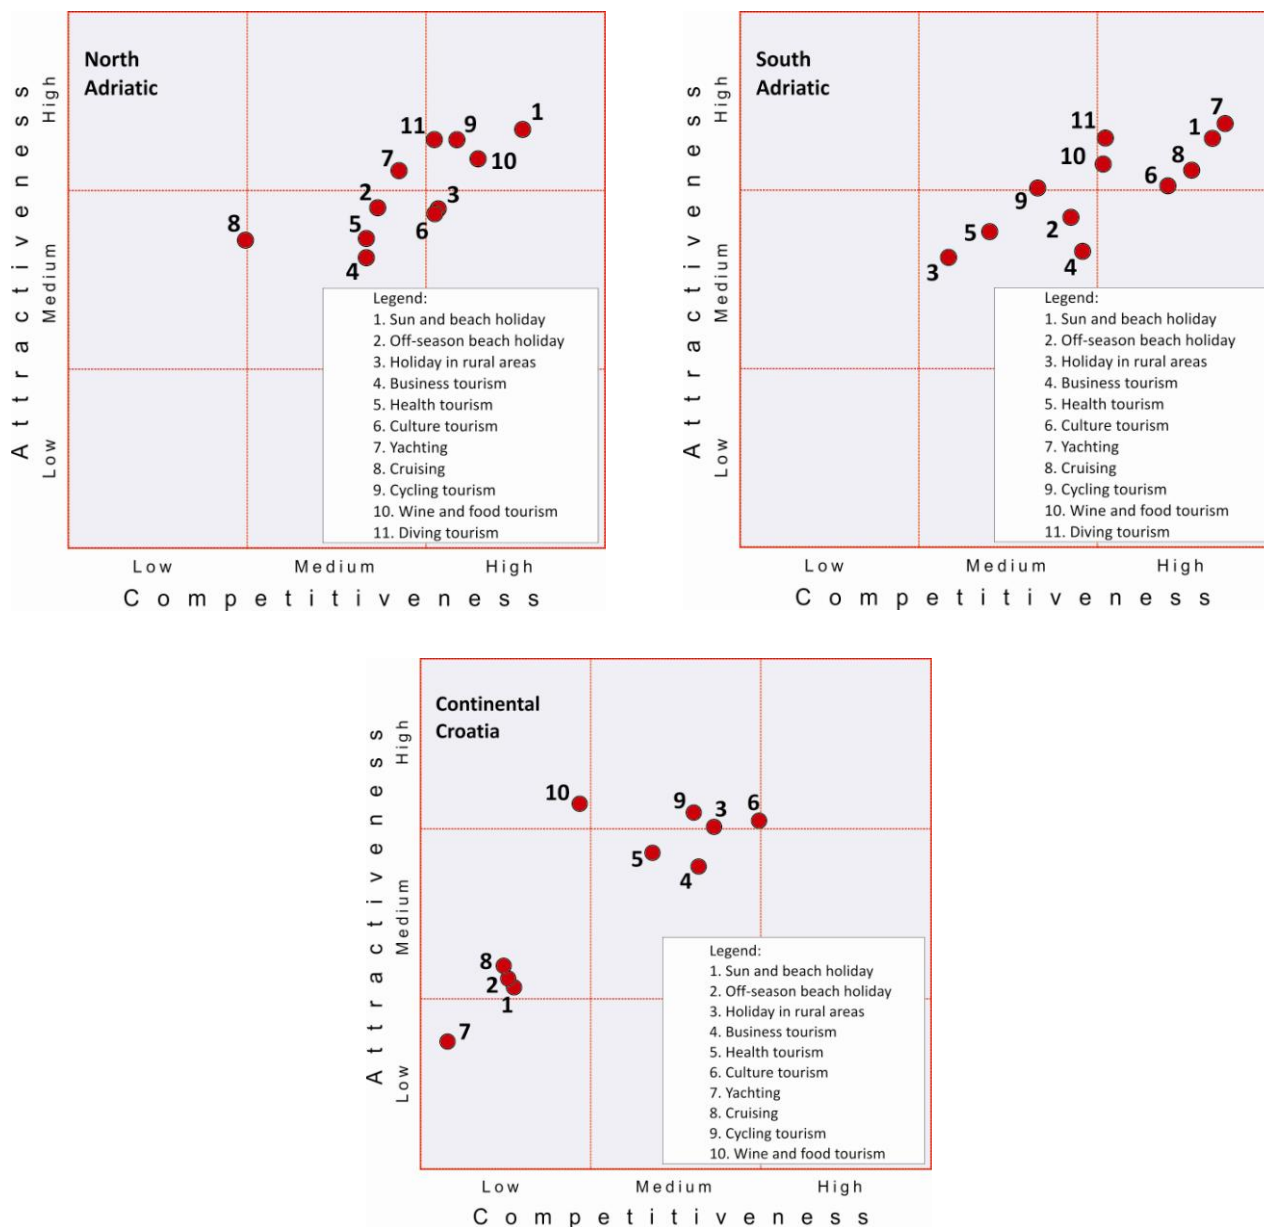 North
Adriatic
Attractiveness
High
Medium
Low
1
11
9
10
7
2
3
5
6
8
4
Legend:
1. Sun and beach holiday
2. Off-season beach holiday
3. Holiday in rural areas
4. Business tourism
5. Health tourism
6. Culture tourism
7. Yachting
8. Cruising
9. Cycling tourism
10. Wine and food tourism
11. Diving tourism
Low Medium High
Competitiveness
South
Adriatic
Attractiveness
High
Medium
Low
7
11
1
10
8
6
9
2
5
3
4
Legend:
1. Sun and beach holiday
2. Off-season beach holiday
3. Holiday in rural areas
4. Business tourism
5. Health tourism
6. Culture tourism
7. Yachting
8. Cruising
9. Cycling tourism
10. Wine and food tourism
11. Diving tourism
Low Medium High
Competitiveness
Continental
Croatia
Attractiveness
High
Medium
Low
10
9
3
6
5
4
8
2
1
7
Legend:
1. Sun and beach holiday
2. Off-season beach holiday
3. Holiday in rural areas
4. Business tourism
5. Health tourism
6. Culture tourism
7. Yachting
8. Cruising
9. Cycling tourism
10. Wine and food tourism
Low Medium High
Competitiveness